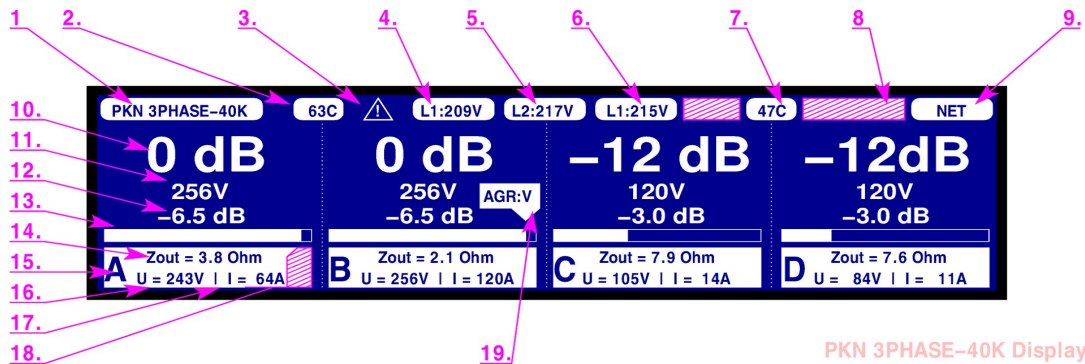 1 2. 3. 4. 5. 6. 7. 8 9.
PKN 3PHASE-40K 63C L1:209V L2:217V L1:215V 47C NET
10. 0 dB 0 dB -12 dB -12dB
11. 256V 256V 120V 120V
12. -6.5 dB -6.5 dB AGR:V -3.0 dB -3.0 dB
13.
14. Zout = 3.8 Ohm Zout = 2.1 Ohm Zout = 7.9 Ohm Zout = 7.6 Ohm
15. A B C D
16. U = 243V | I = 64A U = 256V | I = 120A U = 105V | I = 14A U = 84V | I = 11A
17.
18. 19.
PKN 3PHASE-40K Display